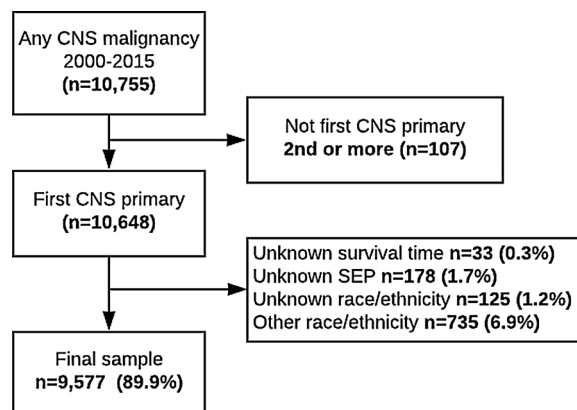 Any CNS malignancy
2000-2015
(n=10,755)
Not first CNS primary
2nd or more (n=107)
First CNS primary
(n=10,648)
Unknown survival time n=33 (0.3%)
Unknown SEP n=178 (1.7%)
Unknown race/ethnicity n=125 (1.2%)
Other race/ethnicity n=735 (6.9%)
Final sample
n=9,577 (89.9%)